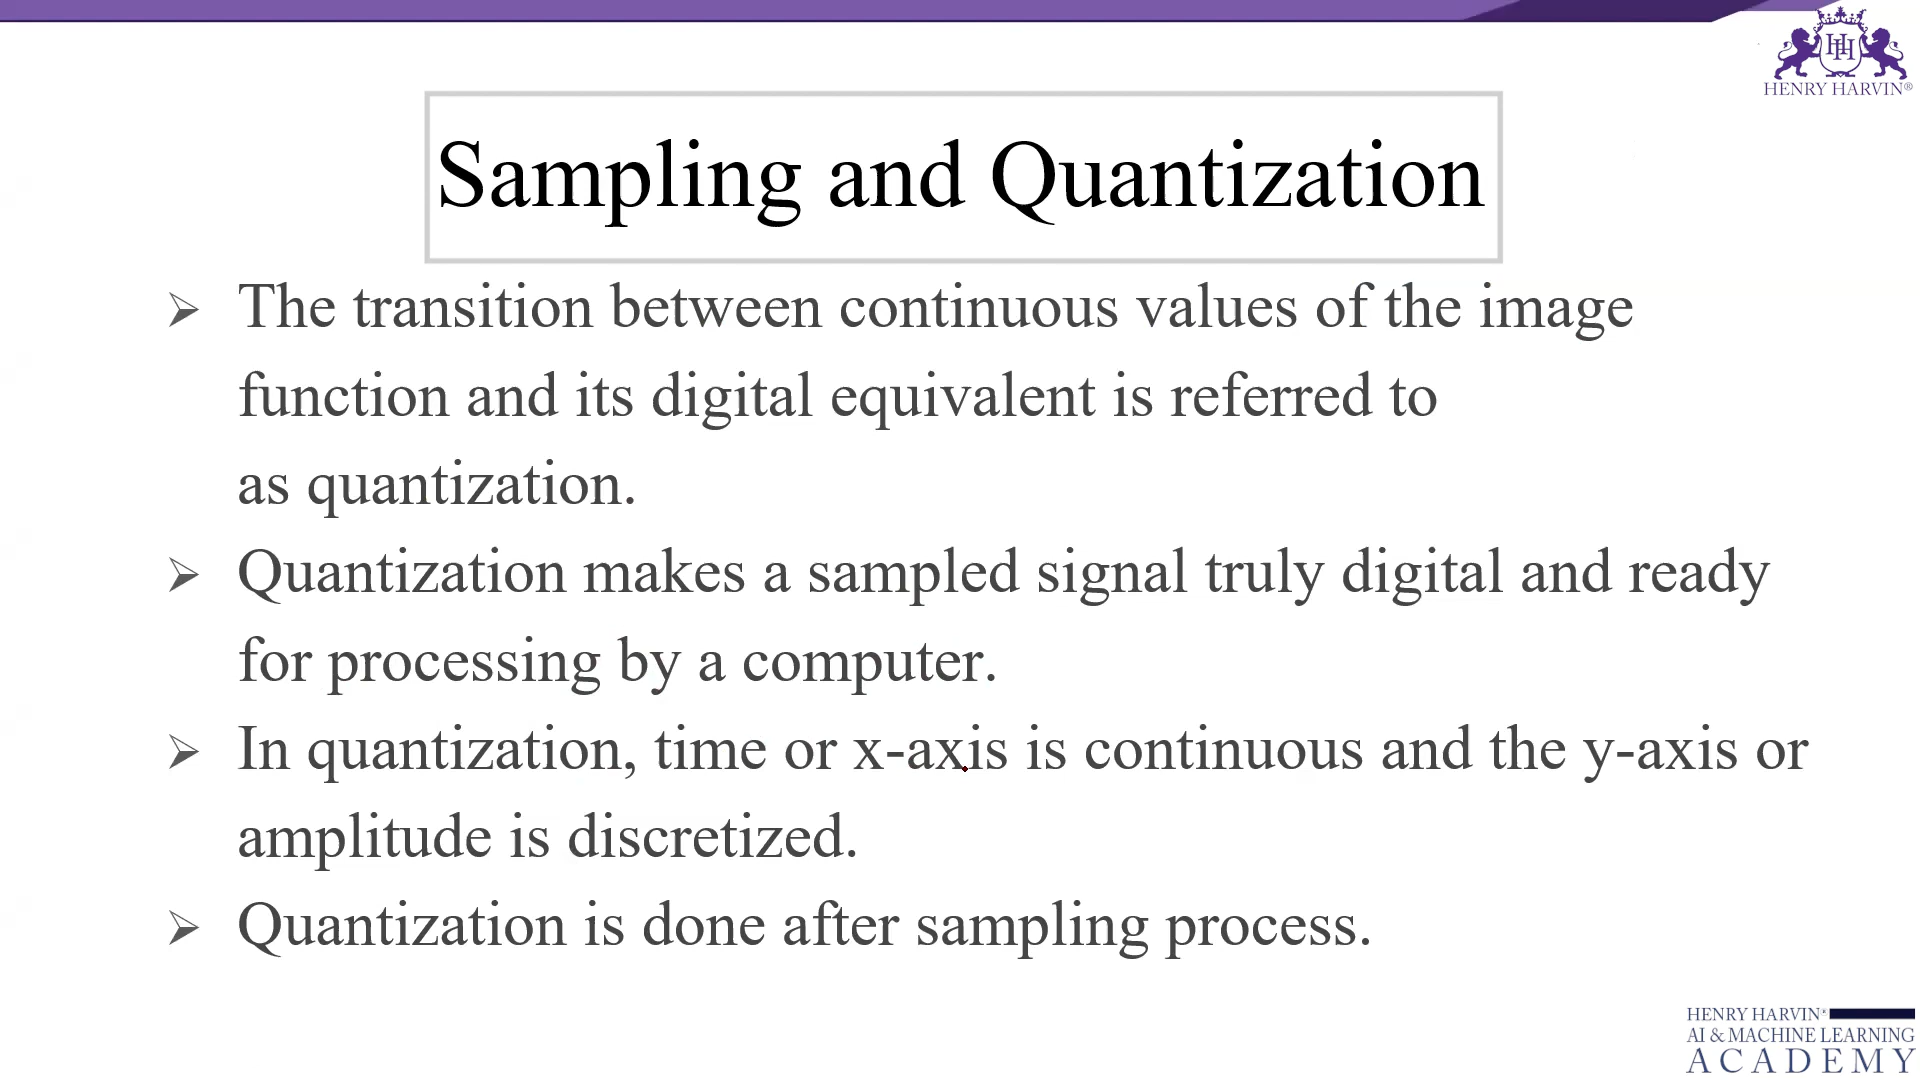 HENRY HARVIN®
Sampling and Quantization
➢ The transition between continuous values of the image
function and its digital equivalent is referred to
as quantization.
➢ Quantization makes a sampled signal truly digital and ready
for processing by a computer.
➢ In quantization, time or x-axis is continuous and the y-axis or
amplitude is discretized.
➢ Quantization is done after sampling process.
HENRY HARVIN®
AI & MACHINE LEARNING
ACADEMY